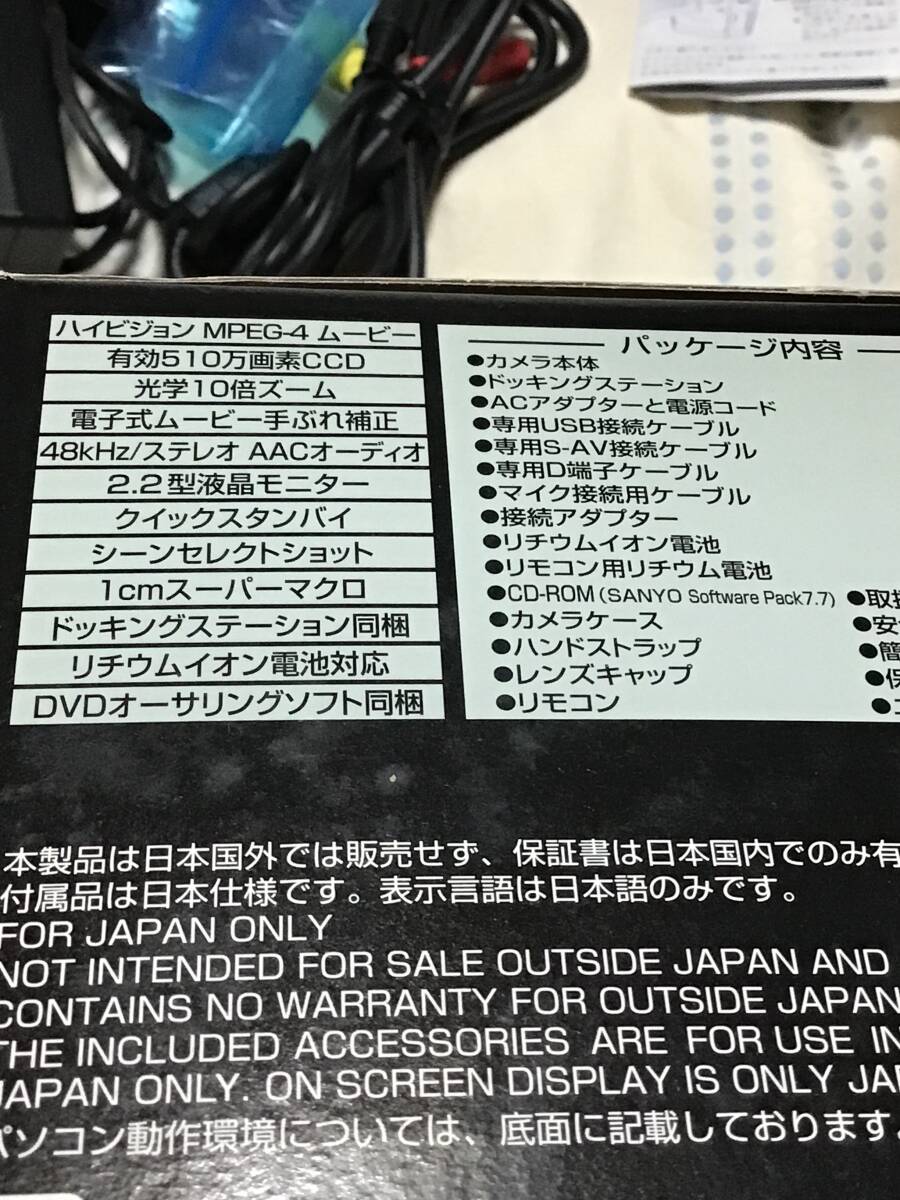 ハイビジョン MPEG-4 ムービー
有効510万画素CCD
光学10倍ズーム
電子式ムービー手ぶれ補正
48kHz/ステレオ AACオーディオ
2.2型液晶モニター
クイックスタンバイ
シーンセレクトショット
1cmスーパーマクロ
ドッキングステーション同梱
リチウムイオン電池対応
DVDオーサリングソフト同梱
パッケージ内容
●カメラ本体
●ドッキングステーション
●ACアダプターと電源コード
●専用USB接続ケーブル
●専用S-AV接続ケーブル
●専用D端子ケーブル
●マイク接続用ケーブル
●接続アダプター
●リチウムイオン電池
●リモコン用リチウム電池
●CD-ROM (SANYO Software Pack7.7)
●カメラケース
●ハンドストラップ
●レンズキャップ
●リモコン
●取扱
●安
●簡
●保
本製品は日本国外では販売せず、保証書は日本国内でのみ有
付属品は日本仕様です。表示言語は日本語のみです。
FOR JAPAN ONLY
NOT INTENDED FOR SALE OUTSIDE JAPAN AND
CONTAINS NO WARRANTY FOR OUTSIDE JAPAN
THE INCLUDED ACCESSORIES ARE FOR USE IN
JAPAN ONLY. ON SCREEN DISPLAY IS ONLY JA
パソコン動作環境については、底面に記載しております。